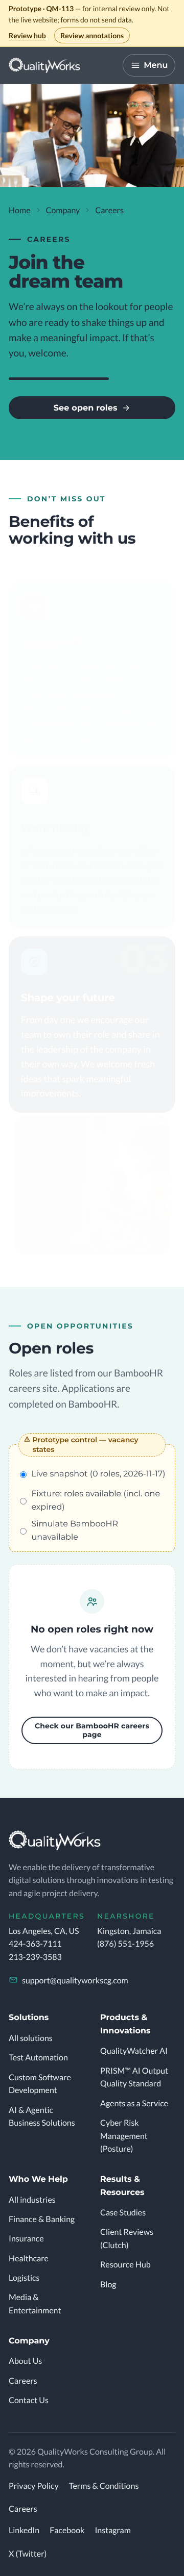 Prototype · QM-113 — for internal review only. Not
the live website; forms do not send data.
Review hub
Review annotations
QualityWorks
Menu
Home > Company > Careers
CAREERS
Join the
dream team
We're always on the lookout for people
who are ready to shake things up and
make a meaningful impact. If that's
you, welcome.
See open roles →
DON'T MISS OUT
Benefits of
working with us
Shape your future
OPEN OPPORTUNITIES
Open roles
Roles are listed from our BambooHR
careers site. Applications are
completed on BambooHR.
⚠ Prototype control — vacancy
states
Live snapshot (0 roles, 2026-11-17)
Fixture: roles available (incl. one
expired)
Simulate BambooHR
unavailable
No open roles right now
We don't have vacancies at the
moment, but we're always
interested in hearing from people
who want to make an impact.
Check our BambooHR careers
page
QualityWorks
We enable the delivery of transformative
digital solutions through industry insights in testing
and agile project delivery.
HEADQUARTERS
Los Angeles, CA, US
424-363-7111
213-239-3583
NEARSHORE
Kingston, Jamaica
(876) 551-1956
support@qualityworkscg.com
Solutions
All solutions
Test Automation
Custom Software
Development
AI & Agentic
Business Solutions
Products &
Innovations
QualityWatcher AI
PRISM™ AI Output
Quality Standard
Agents as a Service
Cyber Risk
Management
(Posture)
Who We Help
All industries
Finance & Banking
Insurance
Healthcare
Logistics
Media &
Entertainment
Results &
Resources
Case Studies
Client Reviews
(Clutch)
Resource Hub
Blog
Company
About Us
Careers
Contact Us
© 2026 QualityWorks Consulting Group. All
rights reserved.
Privacy Policy
Terms & Conditions
Careers
LinkedIn
Facebook
Instagram
X (Twitter)